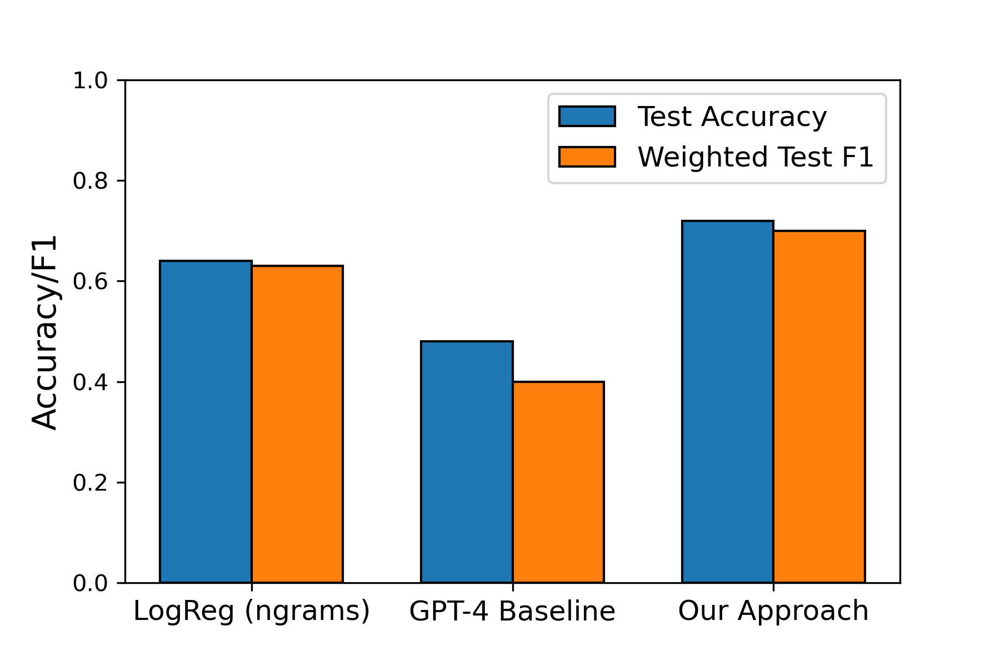 1.0
0.8
0.6
0.4
0.2
0.0
Accuracy/F1
Test Accuracy
Weighted Test F1
LogReg (ngrams)
GPT-4 Baseline
Our Approach